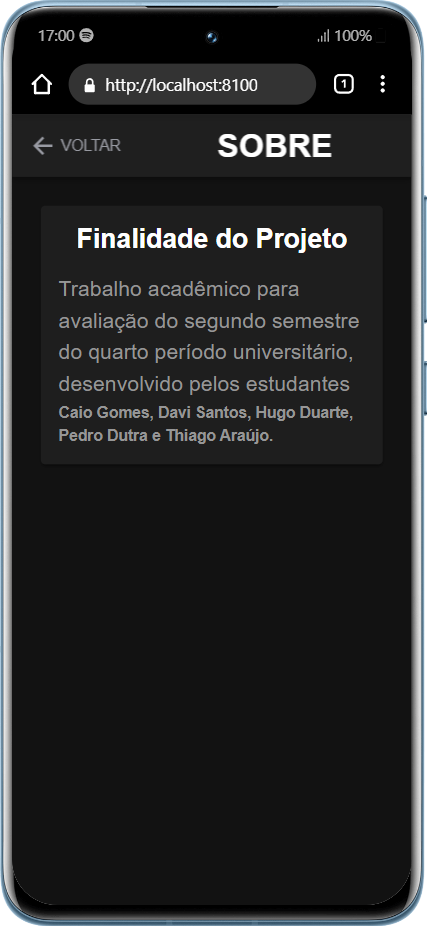 17:00
100%
http://localhost:8100
1
VOLTAR
SOBRE
Finalidade do Projeto
Trabalho acadêmico para
avaliação do segundo semestre
do quarto período universitário,
desenvolvido pelos estudantes
Caio Gomes, Davi Santos, Hugo Duarte,
Pedro Dutra e Thiago Araújo.